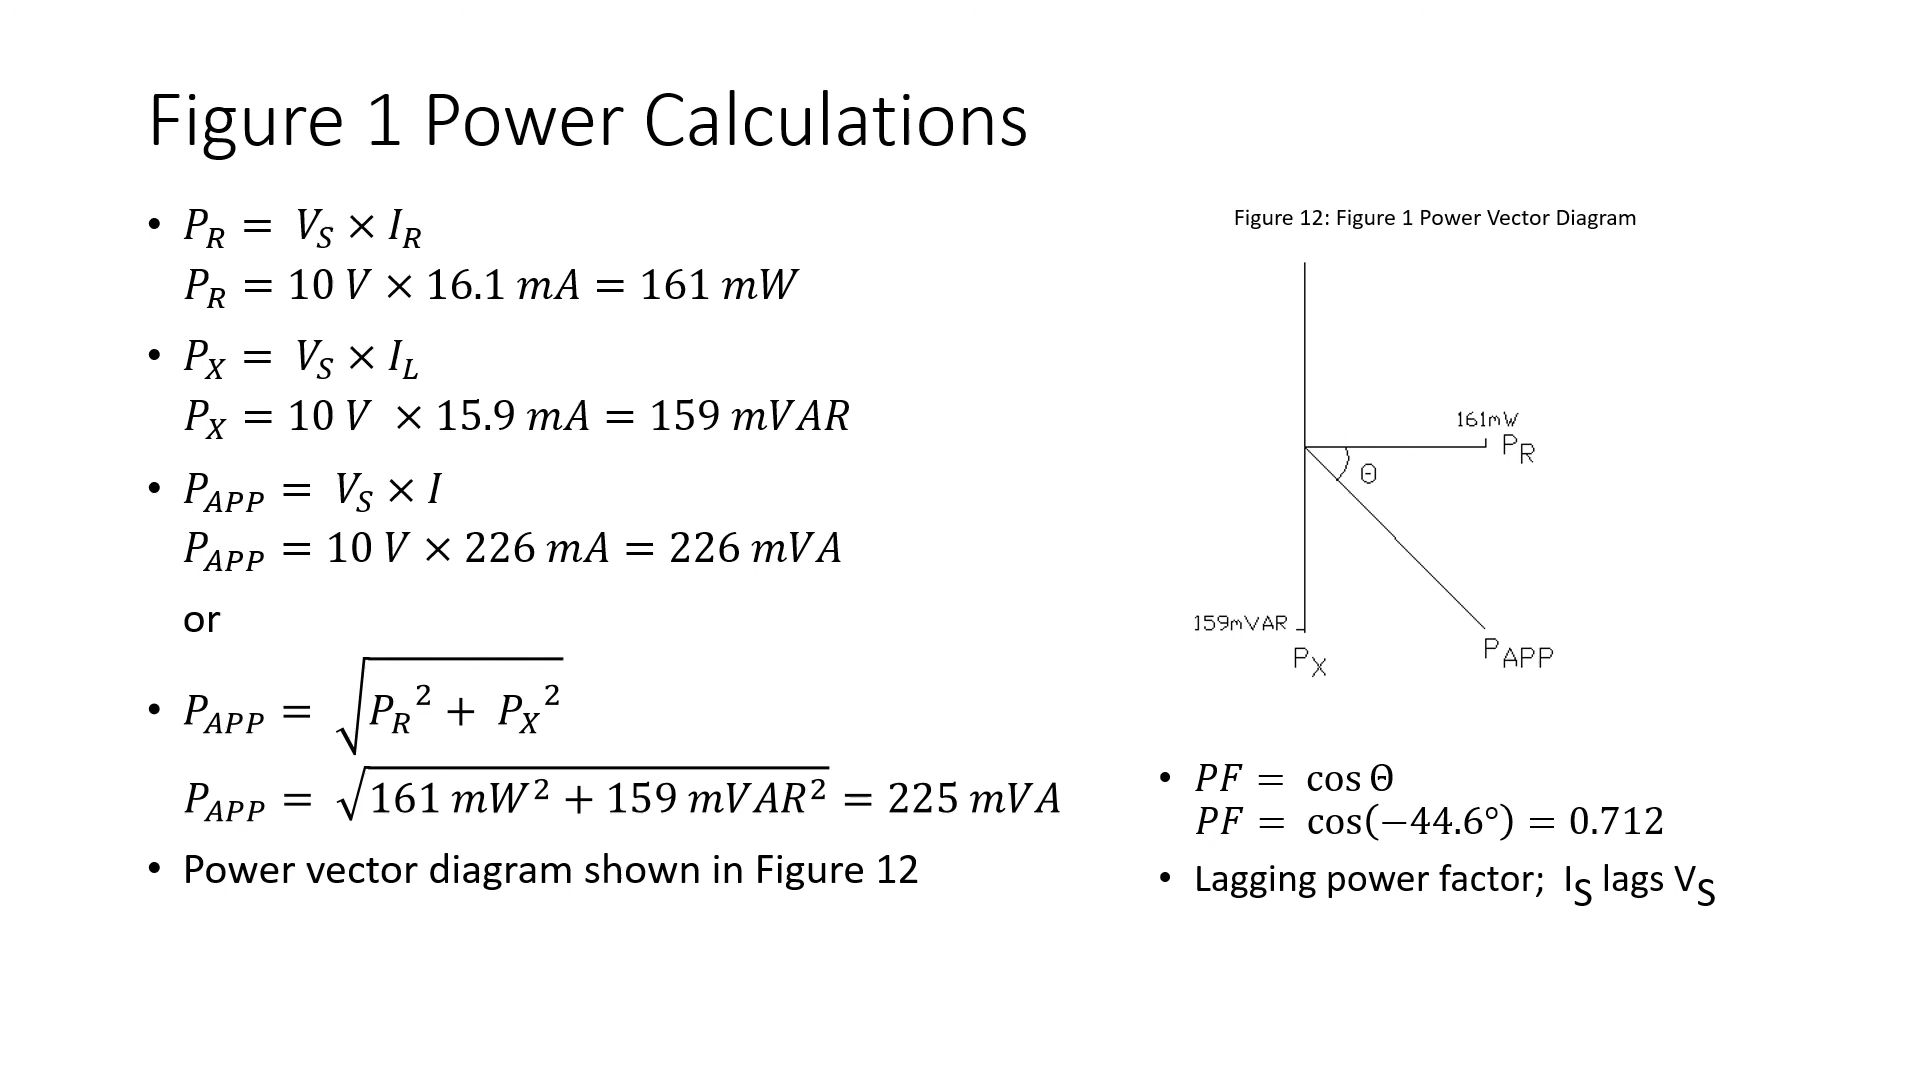 Figure 1 Power Calculations
• P_R = V_S × I_R
P_R = 10 V × 16.1 mA = 161 mW
• P_X = V_S × I_L
P_X = 10 V × 15.9 mA = 159 mVAR
• P_APP = V_S × I
P_APP = 10 V × 226 mA = 226 mVA
or
• P_APP = √(P_R² + P_X²)
P_APP = √(161 mW² + 159 mVAR²) = 225 mVA
• Power vector diagram shown in Figure 12
Figure 12: Figure 1 Power Vector Diagram
161mW
P_R
Θ
159mVAR
P_X
P_APP
• PF = cos Θ
PF = cos(−44.6°) = 0.712
• Lagging power factor; I_S lags V_S